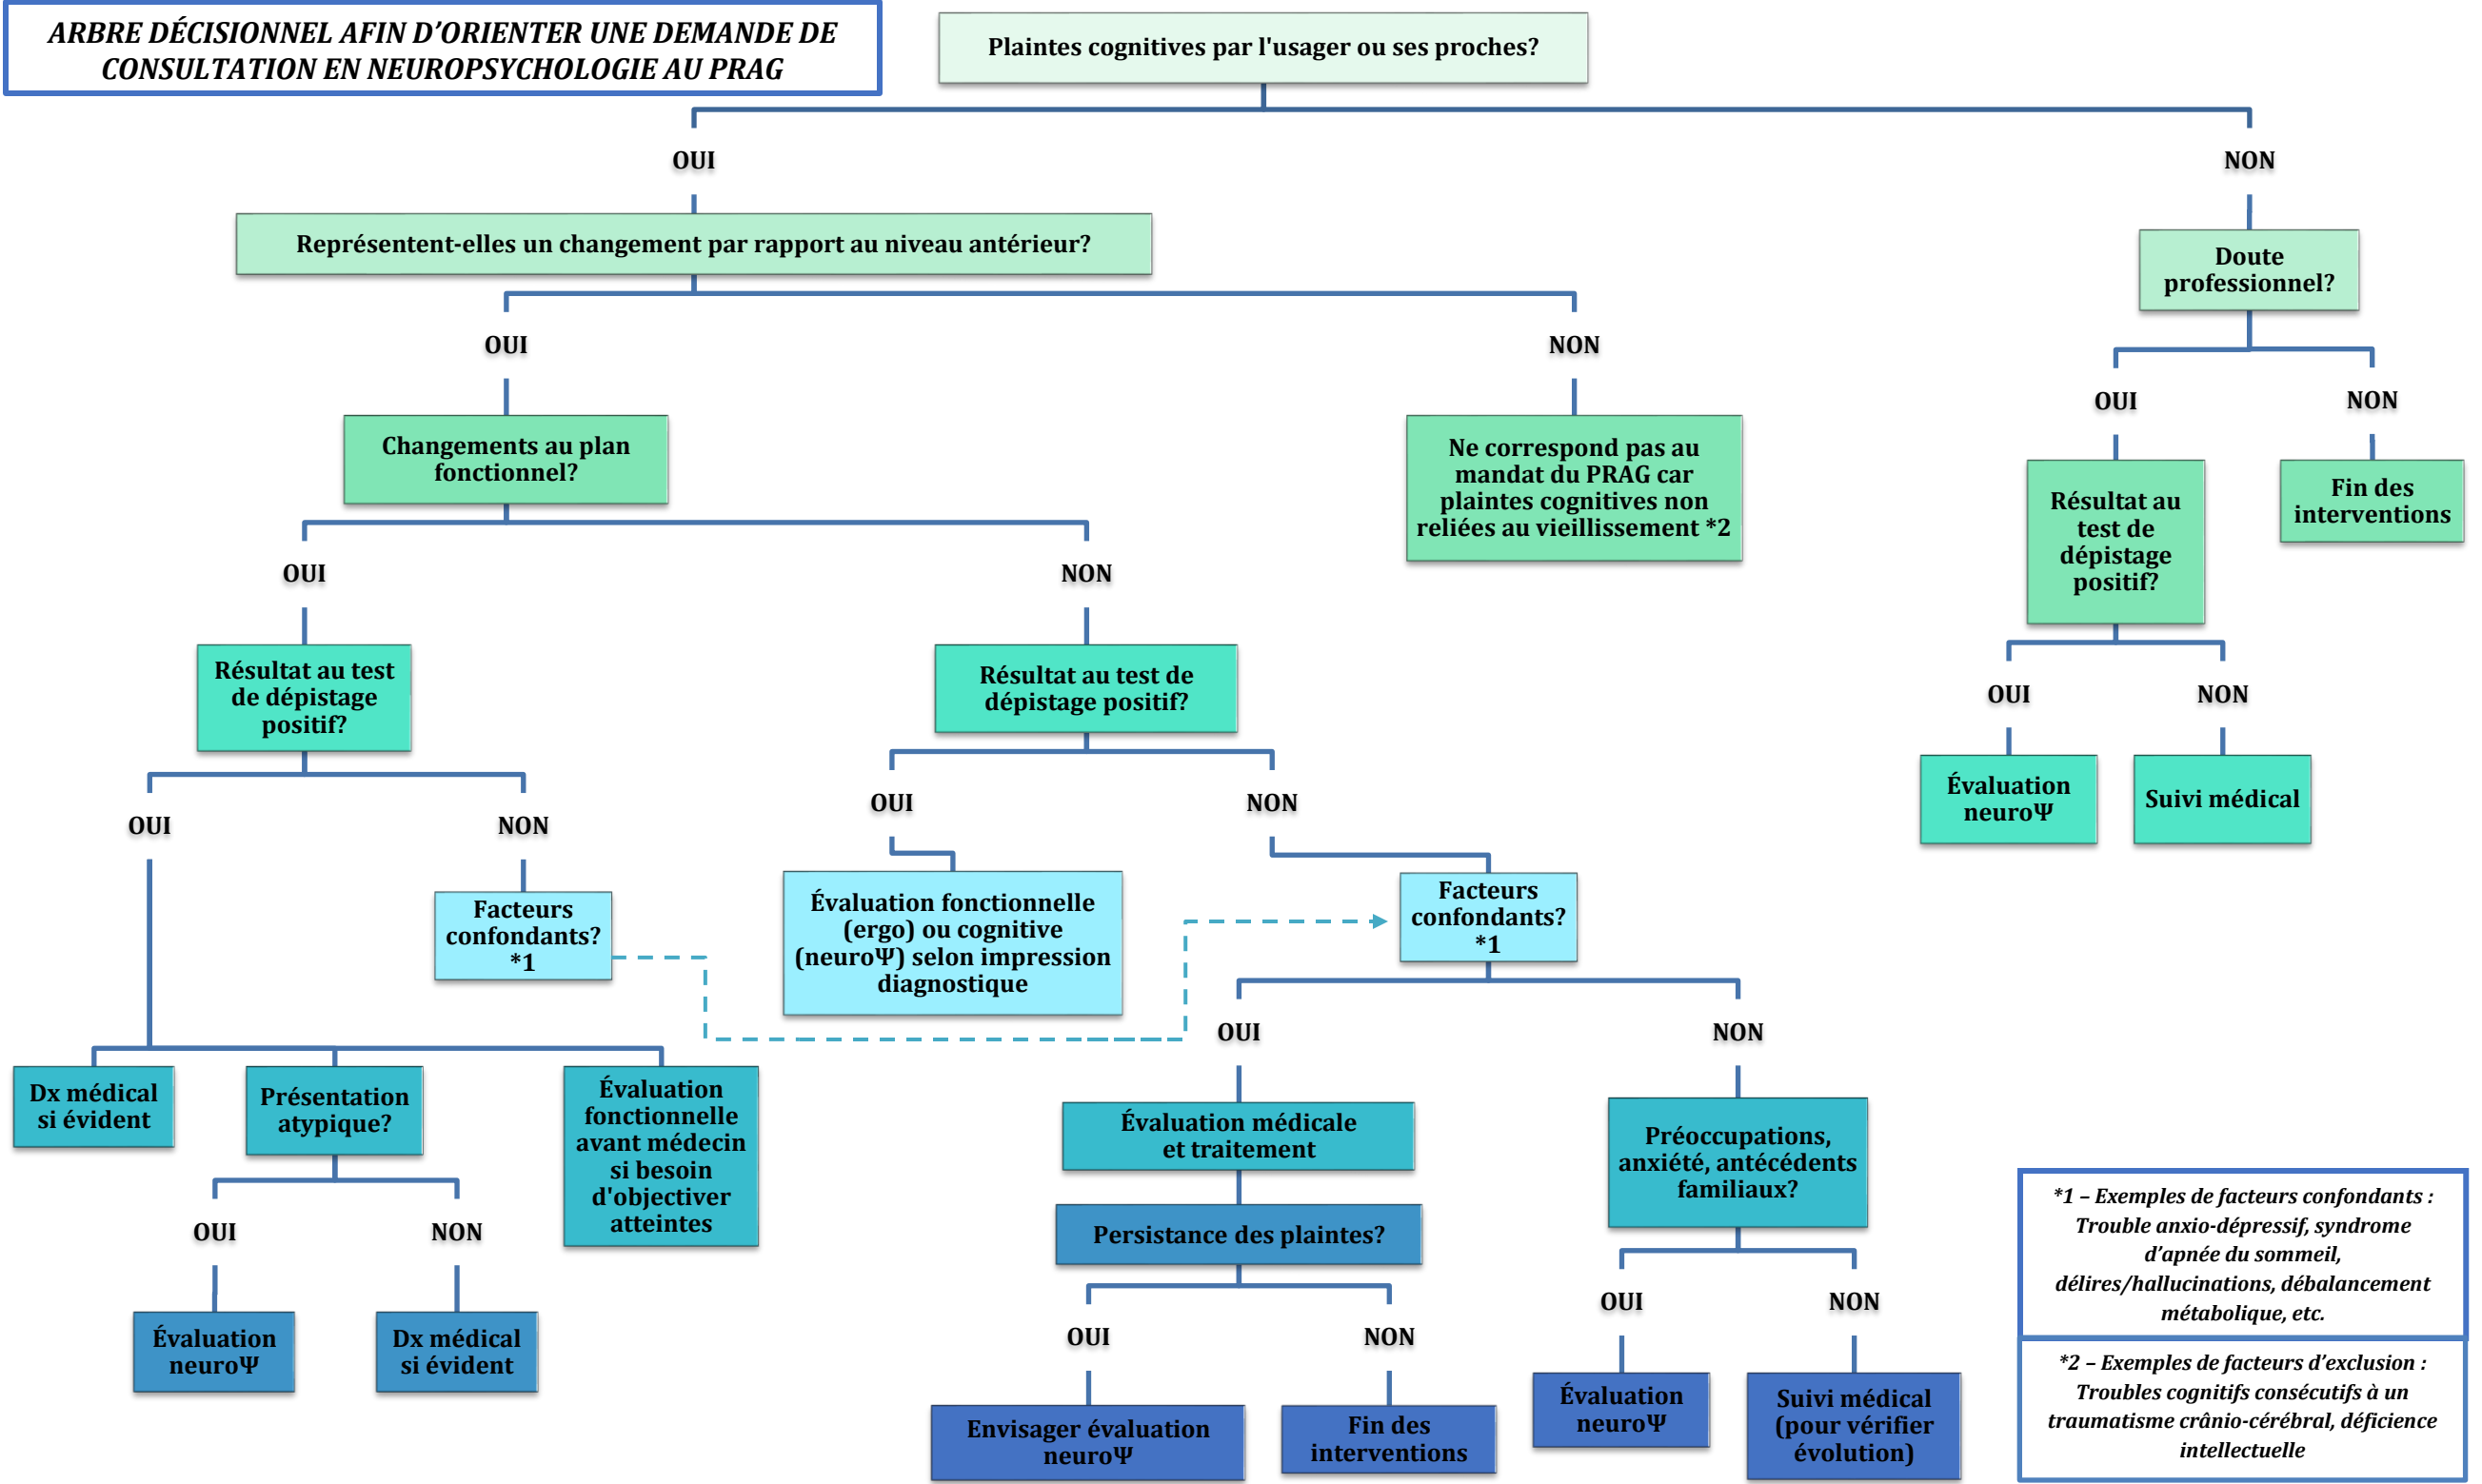 ARBRE DÉCISIONNEL AFIN D’ORIENTER UNE DEMANDE DE
CONSULTATION EN NEUROPSYCHOLOGIE AU PRAG
Plaintes cognitives par l'usager ou ses proches?
OUI
NON
Représentent-elles un changement par rapport au niveau antérieur?
Doute
professionnel?
OUI
NON
OUI
NON
Changements au plan
fonctionnel?
Ne correspond pas au
mandat du PRAG car
plaintes cognitives non
reliées au vieillissement *2
Résultat au
test de
dépistage
positif?
Fin des
interventions
OUI
NON
Résultat au test
de dépistage
positif?
Résultat au test de
dépistage positif?
OUI
NON
Évaluation
neuroΨ
Suivi médical
OUI
NON
OUI
NON
Facteurs
confondants?
*1
Évaluation fonctionnelle
(ergo) ou cognitive
(neuroΨ) selon impression
diagnostique
Facteurs
confondants?
*1
OUI
NON
Dx médical
si évident
Présentation
atypique?
Évaluation
fonctionnelle
avant médecin
si besoin
d'objectiver
atteintes
Évaluation médicale
et traitement
Préoccupations,
anxiété, antécédents
familiaux?
OUI
NON
Persistance des plaintes?
OUI
NON
OUI
NON
Évaluation
neuroΨ
Dx médical
si évident
Envisager évaluation
neuroΨ
Fin des
interventions
Évaluation
neuroΨ
Suivi médical
(pour vérifier
évolution)
*1 – Exemples de facteurs confondants :
Trouble anxio-dépressif, syndrome
d’apnée du sommeil,
délires/hallucinations, débalancement
métabolique, etc.
*2 – Exemples de facteurs d’exclusion :
Troubles cognitifs consécutifs à un
traumatisme crânio-cérébral, déficience
intellectuelle